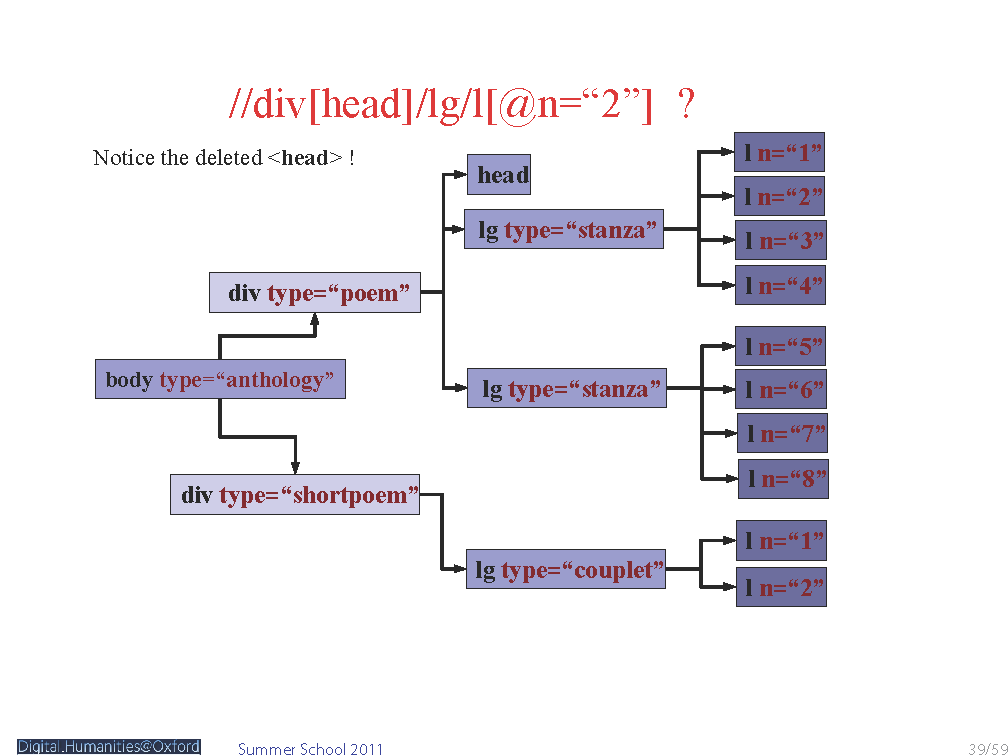 //div[head]/lg/l[@n=“2”] ?
Notice the deleted <head> !
head
lg type=“stanza”
l n=“1”
l n=“2”
l n=“3”
l n=“4”
div type=“poem”
body type=“anthology”
lg type=“stanza”
l n=“5”
l n=“6”
l n=“7”
l n=“8”
div type=“shortpoem”
lg type=“couplet”
l n=“1”
l n=“2”
Digital.Humanities@Oxford
Summer School 2011
39/59